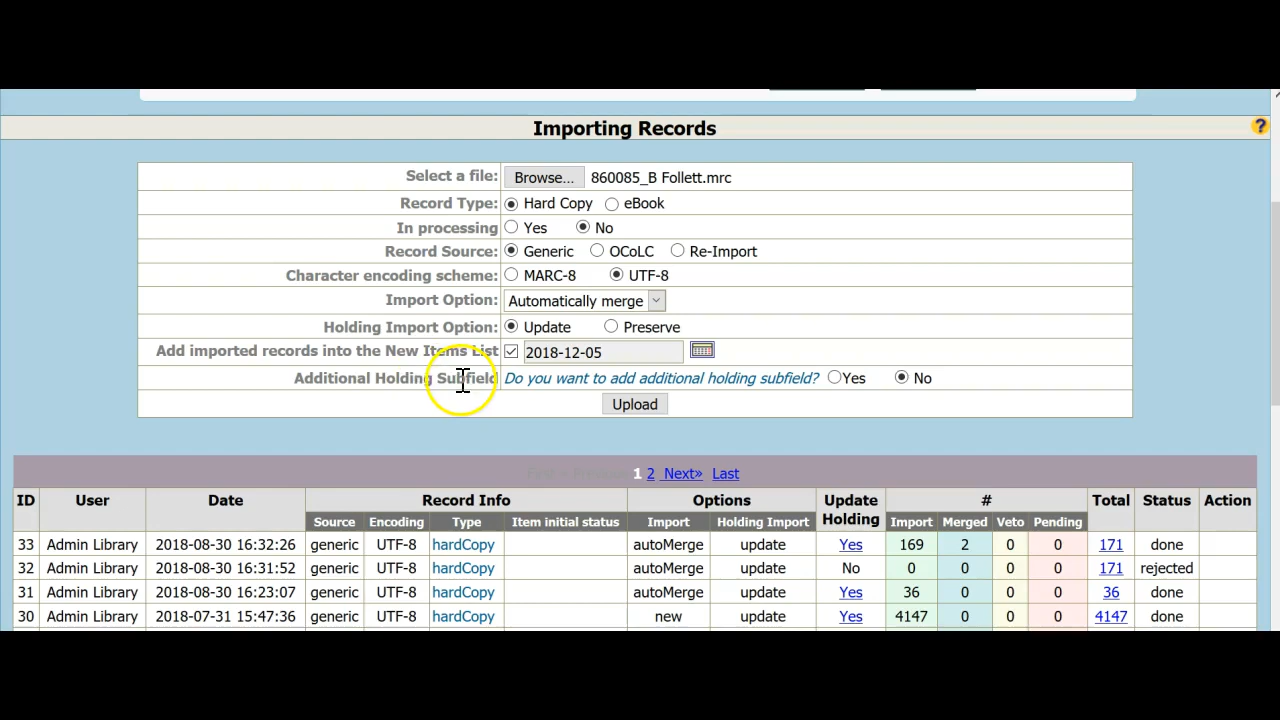 Importing Records
?
Select a file: Browse... 860085_B Follett.mrc
Record Type: Hard Copy eBook
In processing Yes No
Record Source: Generic OCoLC Re-Import
Character encoding scheme: MARC-8 UTF-8
Import Option: Automatically merge
Holding Import Option: Update Preserve
Add imported records into the New Items List 2018-12-05
Additional Holding Subfield Do you want to add additional holding subfield? Yes No
Upload
First « Previous 1 2 Next» Last
ID User Date Record Info Options Update Holding # Total Status Action
Source Encoding Type Item initial status Import Holding Import Import Merged Veto Pending
33 Admin Library 2018-08-30 16:32:26 generic UTF-8 hardCopy autoMerge update Yes 169 2 0 0 171 done
32 Admin Library 2018-08-30 16:31:52 generic UTF-8 hardCopy autoMerge update No 0 0 0 0 171 rejected
31 Admin Library 2018-08-30 16:23:07 generic UTF-8 hardCopy autoMerge update Yes 36 0 0 0 36 done
30 Admin Library 2018-07-31 15:47:36 generic UTF-8 hardCopy new update Yes 4147 0 0 0 4147 done